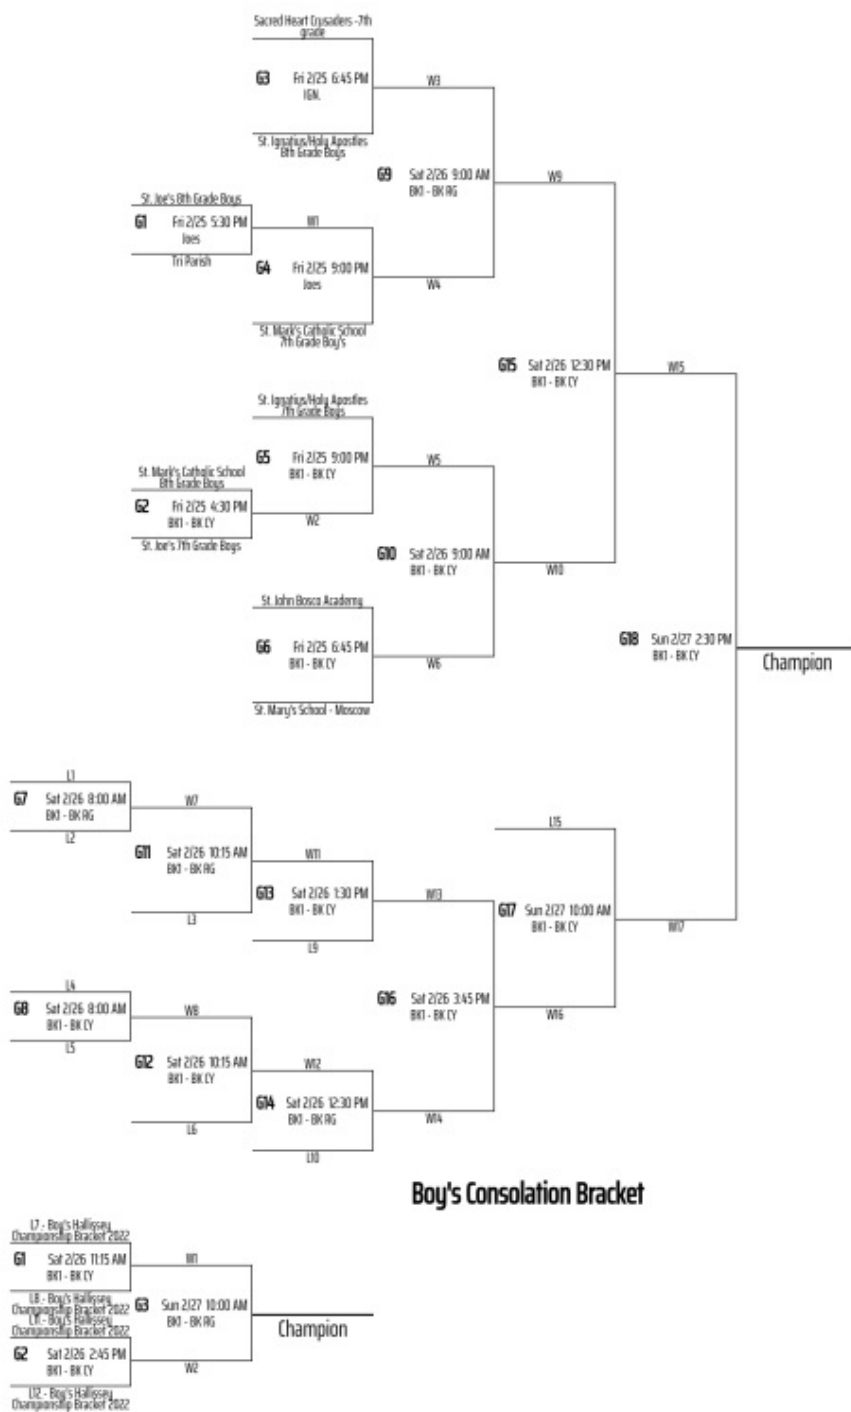 Sacred Heart Crusaders -7th
grade
G3 Fri 2/25 6:45 PM
IGN.
W3
St. Ignatius/Holy Apostles
8th Grade Boys
G9 Sat 2/26 9:00 AM
BK1 - BK RG
W9
St. Joe's 8th Grade Boys
G1 Fri 2/25 5:30 PM
Joes
W1
Tri Parish
G4 Fri 2/25 9:00 PM
Joes
W4
St. Mark's Catholic School
7th Grade Boy's
G15 Sat 2/26 12:30 PM
BK1 - BK CY
W15
St. Ignatius/Holy Apostles
7th Grade Boys
G5 Fri 2/25 9:00 PM
BK1 - BK CY
W5
St. Mark's Catholic School
8th Grade Boys
G2 Fri 2/25 4:30 PM
BK1 - BK CY
W2
St. Joe's 7th Grade Boys
G10 Sat 2/26 9:00 AM
BK1 - BK CY
W10
St. John Bosco Academy
G6 Fri 2/25 6:45 PM
BK1 - BK CY
W6
St. Mary's School - Moscow
G18 Sun 2/27 2:30 PM
BK1 - BK CY
Champion
L1
G7 Sat 2/26 8:00 AM
BK1 - BK RG
W7
L2
G11 Sat 2/26 10:15 AM
BK1 - BK RG
W11
L3
G13 Sat 2/26 1:30 PM
BK1 - BK CY
W13
L9
L15
G17 Sun 2/27 10:00 AM
BK1 - BK CY
W17
L4
G8 Sat 2/26 8:00 AM
BK1 - BK CY
W8
L5
G16 Sat 2/26 3:45 PM
BK1 - BK CY
W16
G12 Sat 2/26 10:15 AM
BK1 - BK CY
W12
L6
G14 Sat 2/26 12:30 PM
BK1 - BK RG
W14
L10
Boy's Consolation Bracket
L7 - Boy's Hallissey
Championship Bracket 2022
G1 Sat 2/26 11:15 AM
BK1 - BK CY
W1
L8 - Boy's Hallissey
Championship Bracket 2022
G3 Sun 2/27 10:00 AM
BK1 - BK RG
Champion
L11 - Boy's Hallissey
Championship Bracket 2022
G2 Sat 2/26 2:45 PM
BK1 - BK CY
W2
L12 - Boy's Hallissey
Championship Bracket 2022